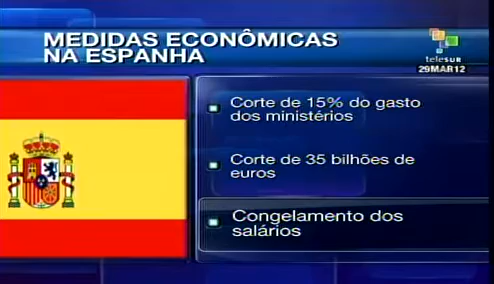 MEDIDAS ECONÔMICAS
NA ESPANHA
teleSUR
29MAR12
Corte de 15% do gasto
dos ministérios
Corte de 35 bilhões de
euros
Congelamento dos
salários